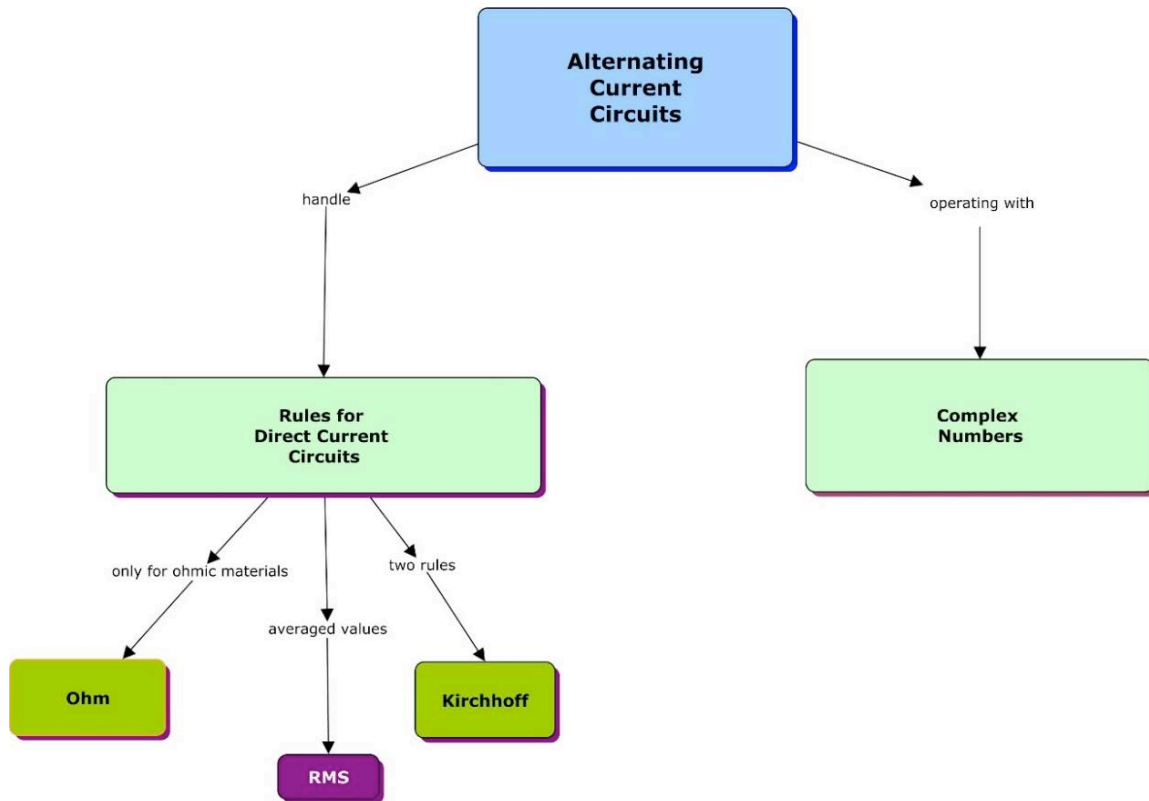 Alternating
Current
Circuits
handle
operating with
Rules for
Direct Current
Circuits
Complex
Numbers
only for ohmic materials
two rules
averaged values
Ohm
Kirchhoff
RMS